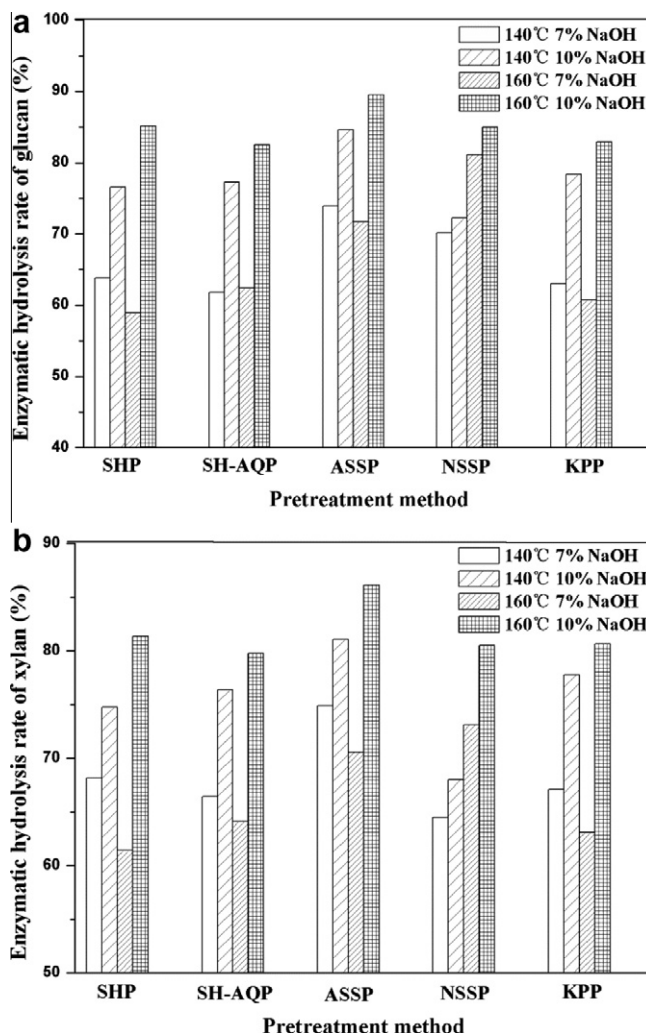 a
100
90
80
70
60
50
40
Enzymatic hydrolysis rate of glucan (%)
140℃ 7% NaOH
140℃ 10% NaOH
160℃ 7% NaOH
160℃ 10% NaOH
SHP SH-AQP ASSP NSSP KPP
Pretreatment method
b
90
80
70
60
50
Enzymatic hydrolysis rate of xylan (%)
140℃ 7% NaOH
140℃ 10% NaOH
160℃ 7% NaOH
160℃ 10% NaOH
SHP SH-AQP ASSP NSSP KPP
Pretreatment method